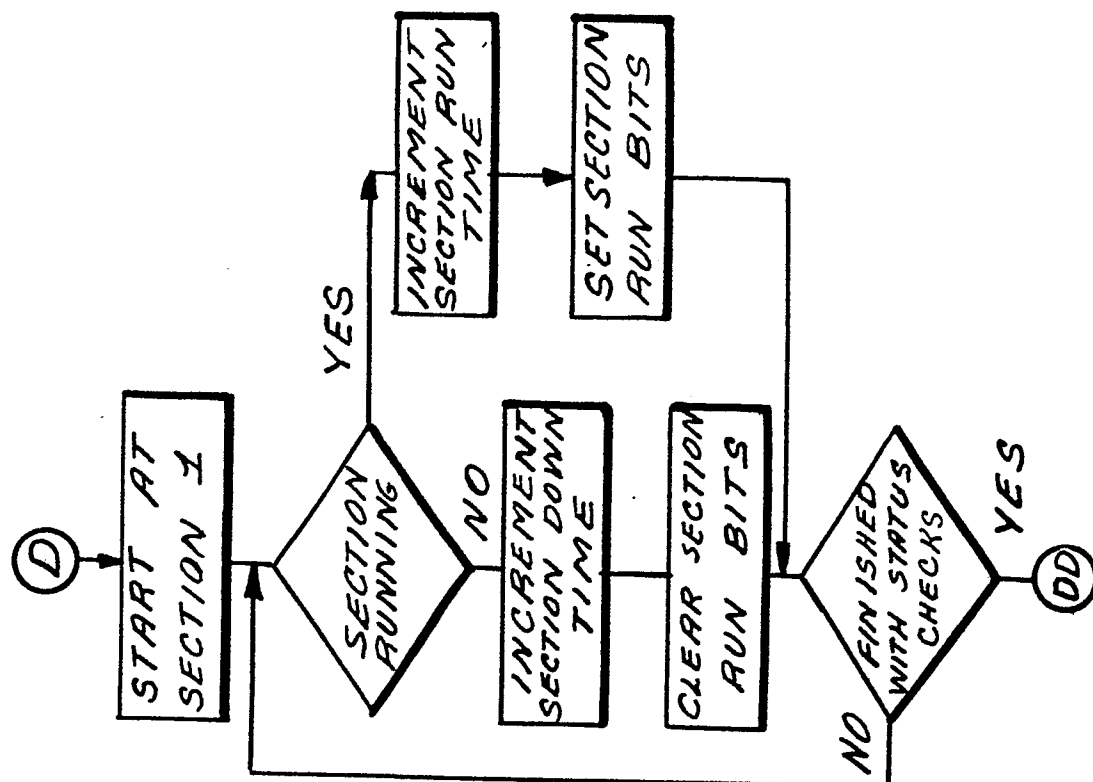 D
START AT
SECTION 1
SECTION
RUNNING
YES
INCREMENT
SECTION RUN
TIME
SET SECTION
RUN BITS
NO
INCREMENT
SECTION DOWN
TIME
CLEAR SECTION
RUN BITS
FINISHED
WITH STATUS
CHECKS
NO
YES
DD